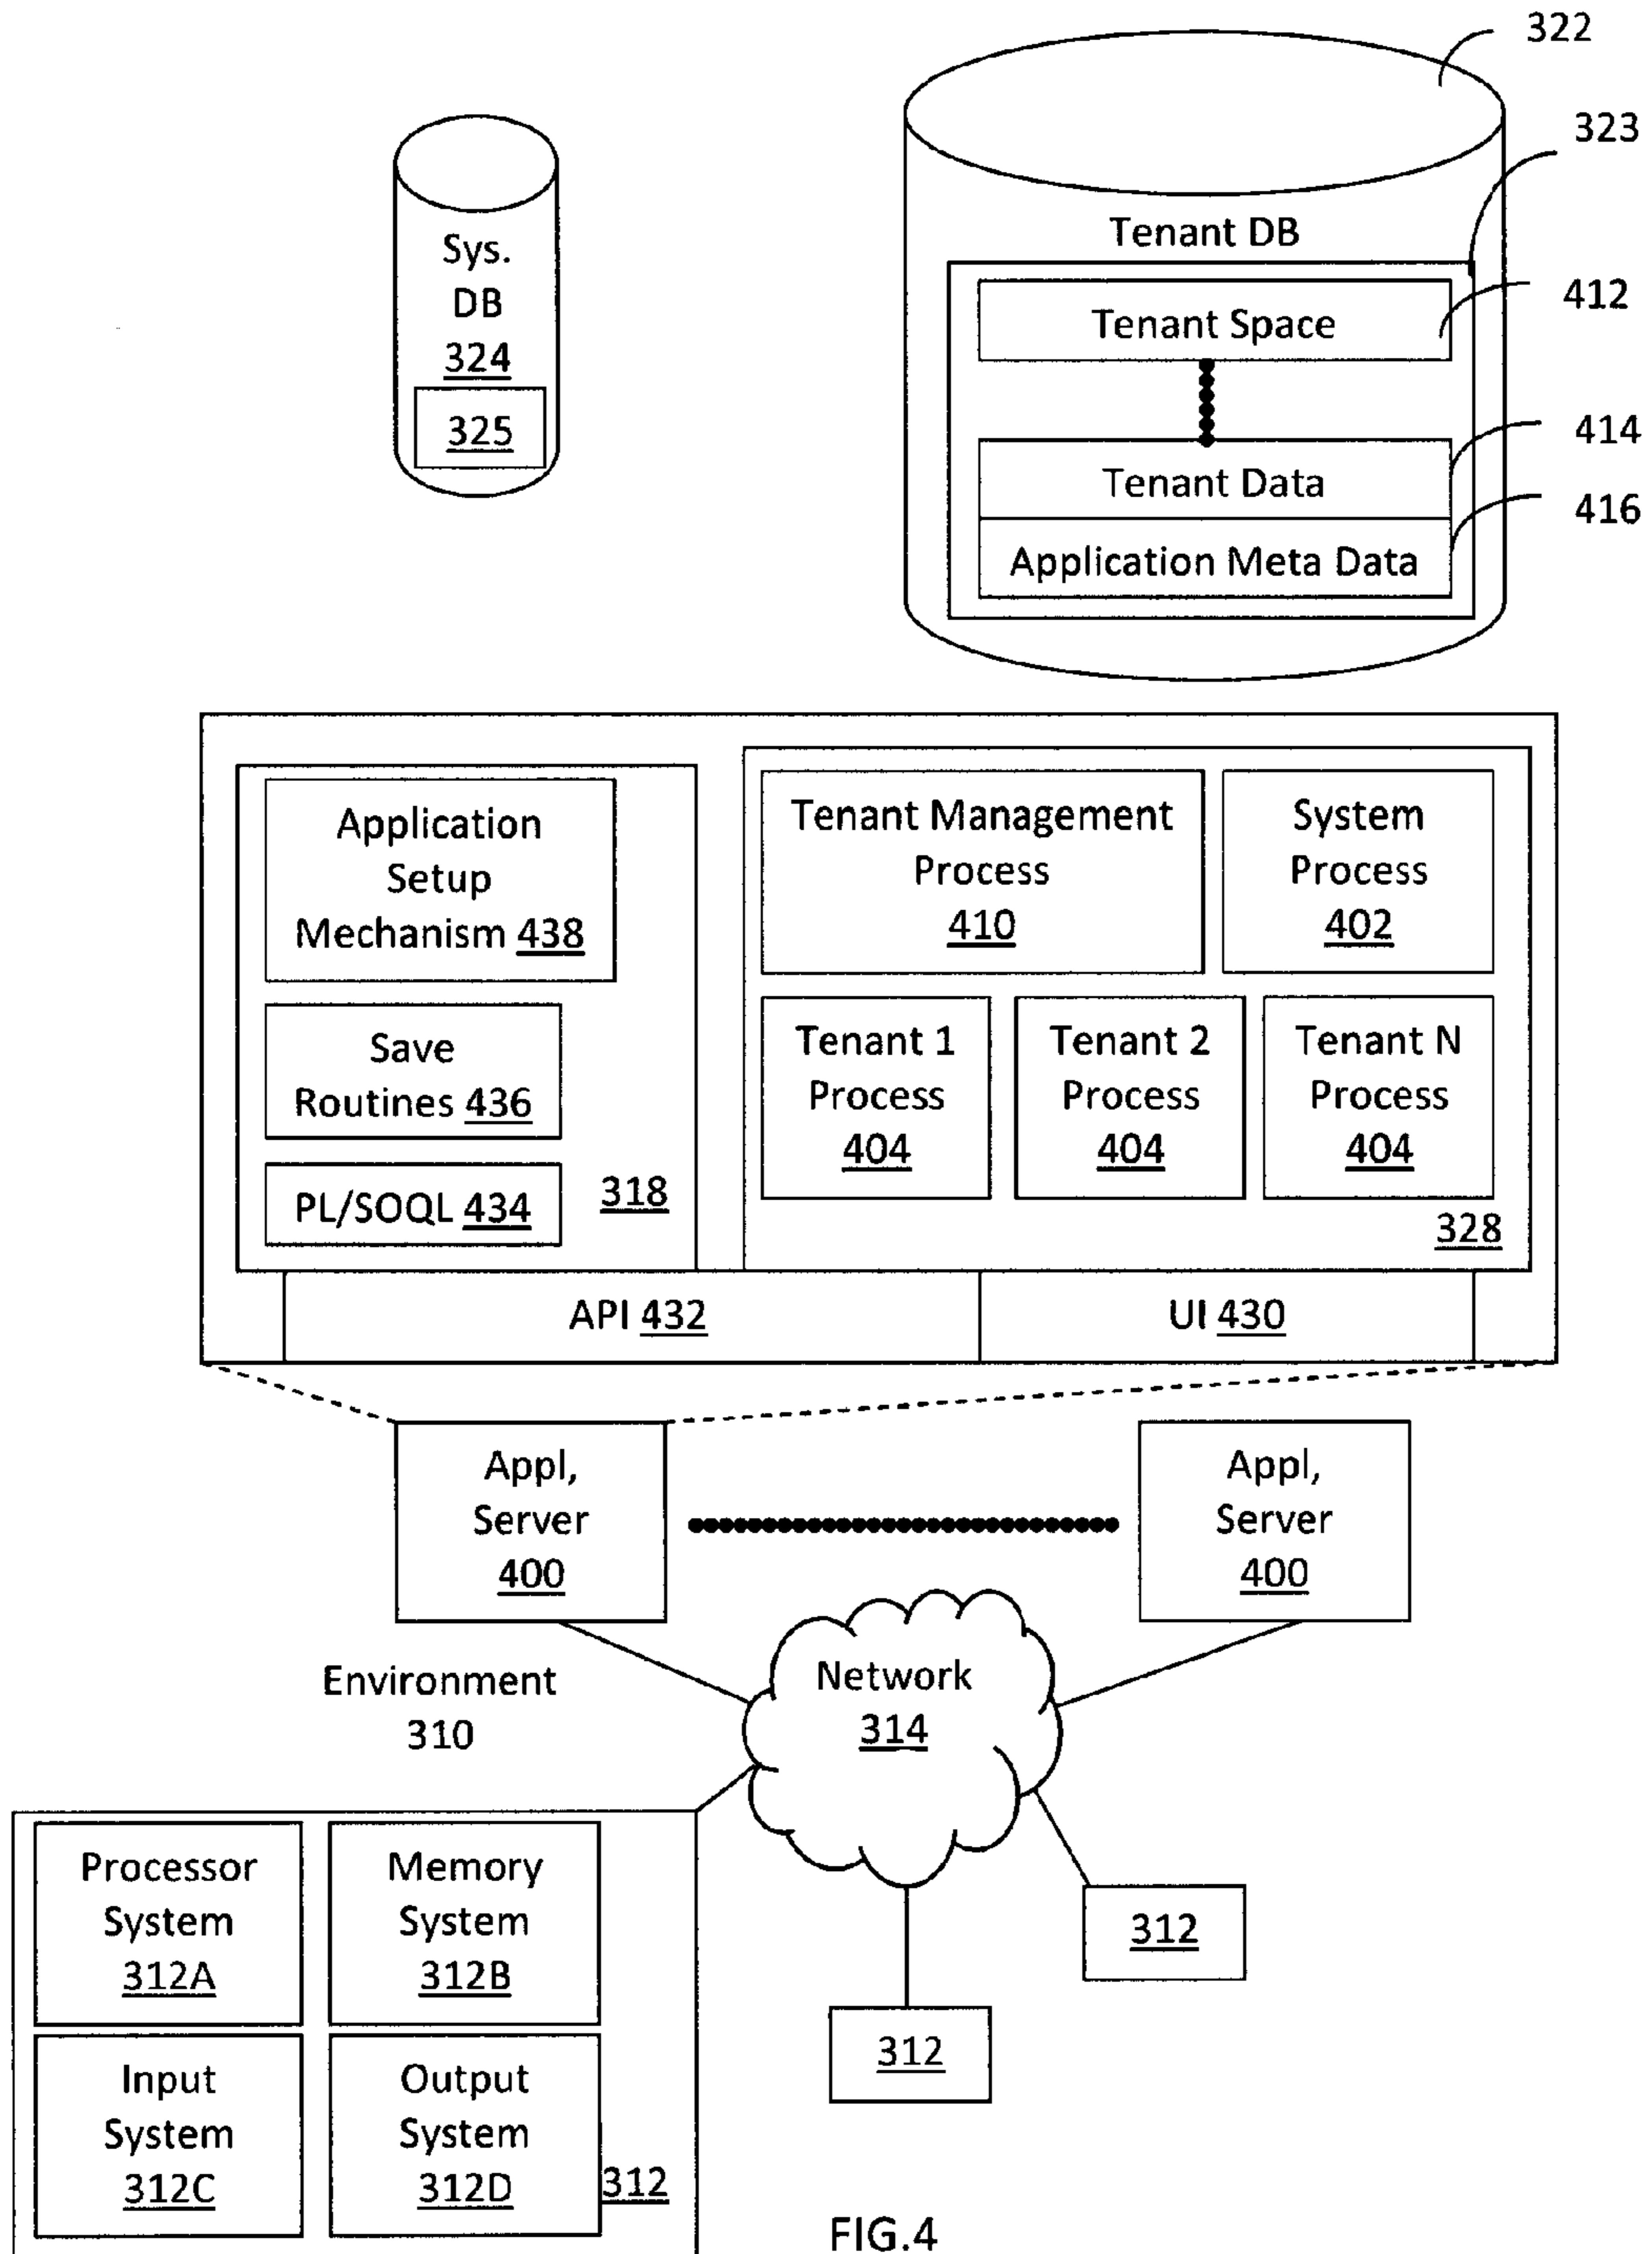 322
323
Tenant DB
412
Tenant Space
414
Tenant Data
416
Application Meta Data
Sys.
DB
324
325
Application
Setup
Mechanism 438
Save
Routines 436
PL/SOQL 434
318
Tenant Management
Process
410
System
Process
402
Tenant 1
Process
404
Tenant 2
Process
404
Tenant N
Process
404
328
API 432
UI 430
Appl,
Server
400
Appl,
Server
400
Environment
310
Network
314
Processor
System
312A
Memory
System
312B
Input
System
312C
Output
System
312D
312
312
312
FIG.4